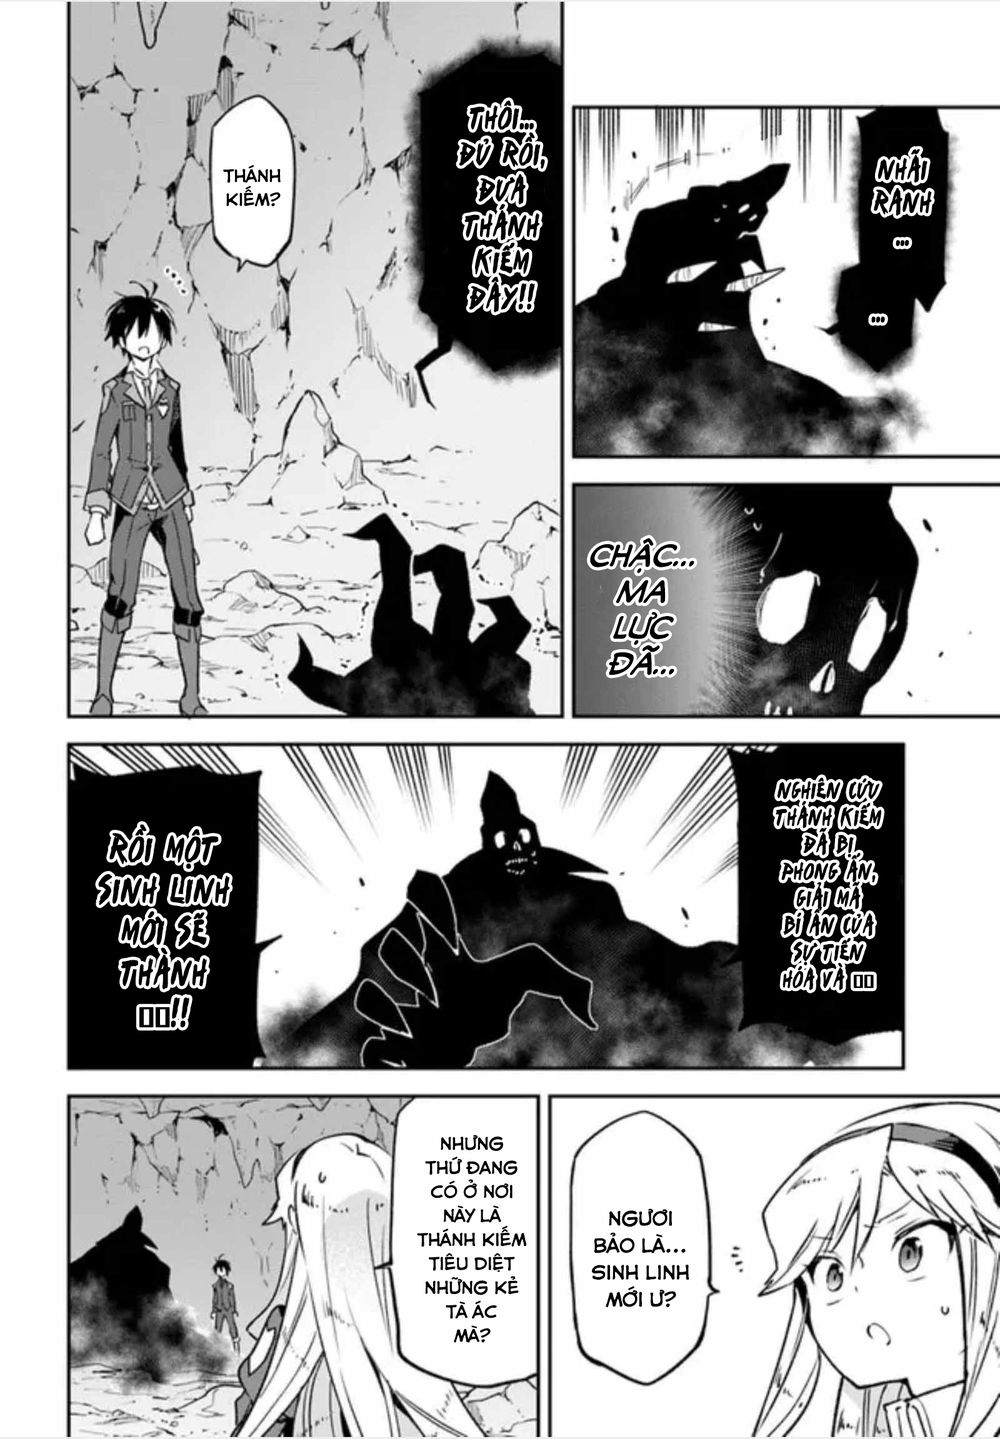 NHÃI
RANH
...
...
CHẬC...
MA
LỰC
ĐÃ...
THÔI...
ĐỦ RỒI,
ĐƯA
THÁNH
KIẾM
ĐÂY!!
THÁNH
KIẾM?
NGHIÊN CỨU
THÁNH KIẾM
ĐÃ BỊ
PHONG ẤN,
GIẢI MÃ
BÍ ẨN CỦA
SỰ TIẾN
HÓA VÀ □□
RỒI MỘT
SINH LINH
MỚI SẼ
THÀNH
□□!!
NGƯƠI
BẢO LÀ...
SINH LINH
MỚI Ư?
NHƯNG
THỨ ĐANG
CÓ Ở NƠI
NÀY LÀ
THÁNH KIẾM
TIÊU DIỆT
NHỮNG KẺ
TÀ ÁC
MÀ?